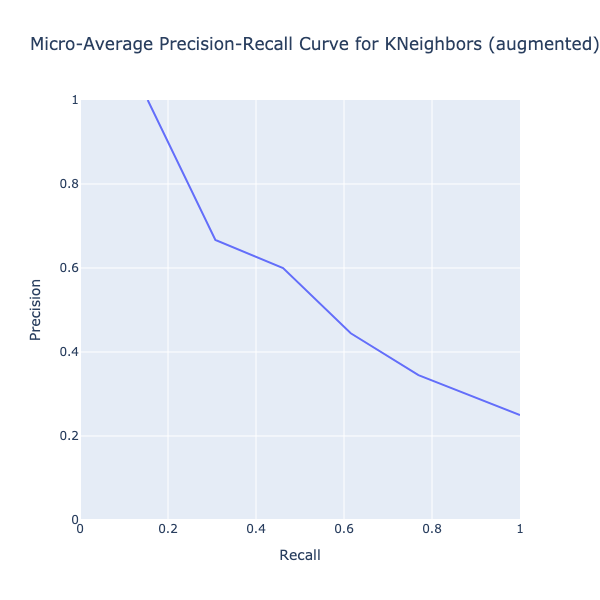 Micro-Average Precision-Recall Curve for KNeighbors (augmented)
1
0.8
0.6
0.4
0.2
0
Precision
0 0.2 0.4 0.6 0.8 1
Recall